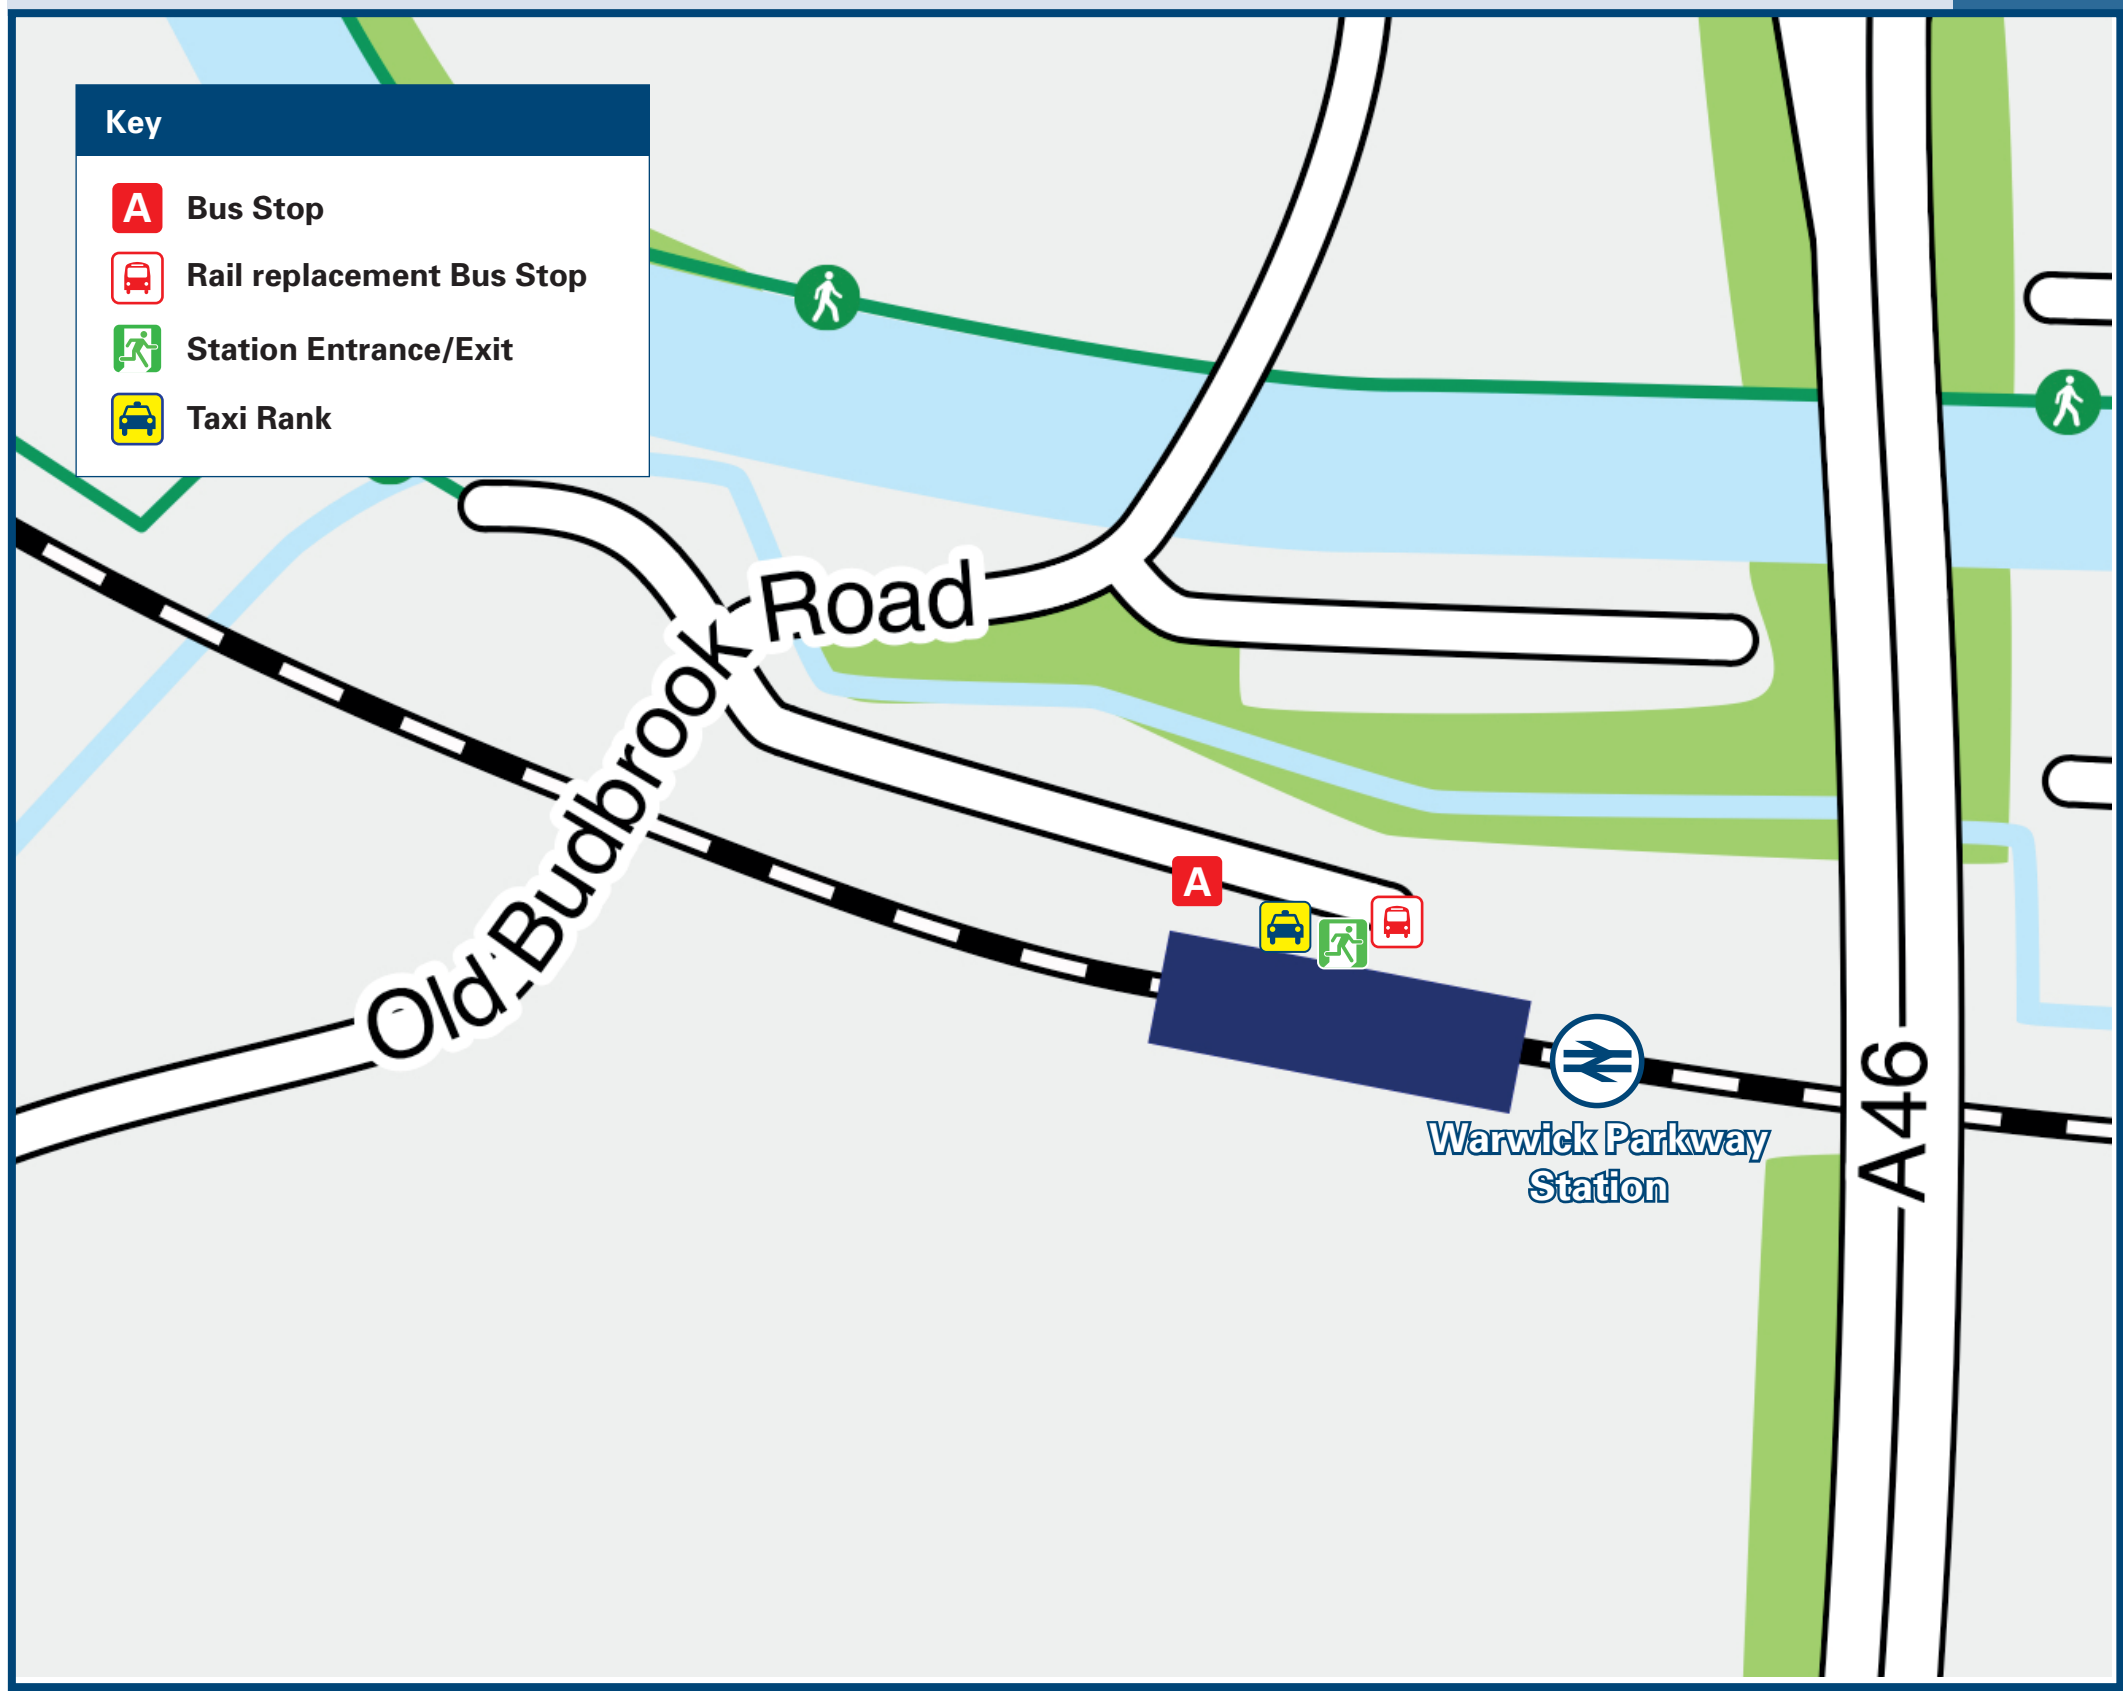 Key
A
Bus Stop
Rail replacement Bus Stop
Station Entrance/Exit
Taxi Rank
Old Budbrook Road
A
Warwick Parkway
Station
A46